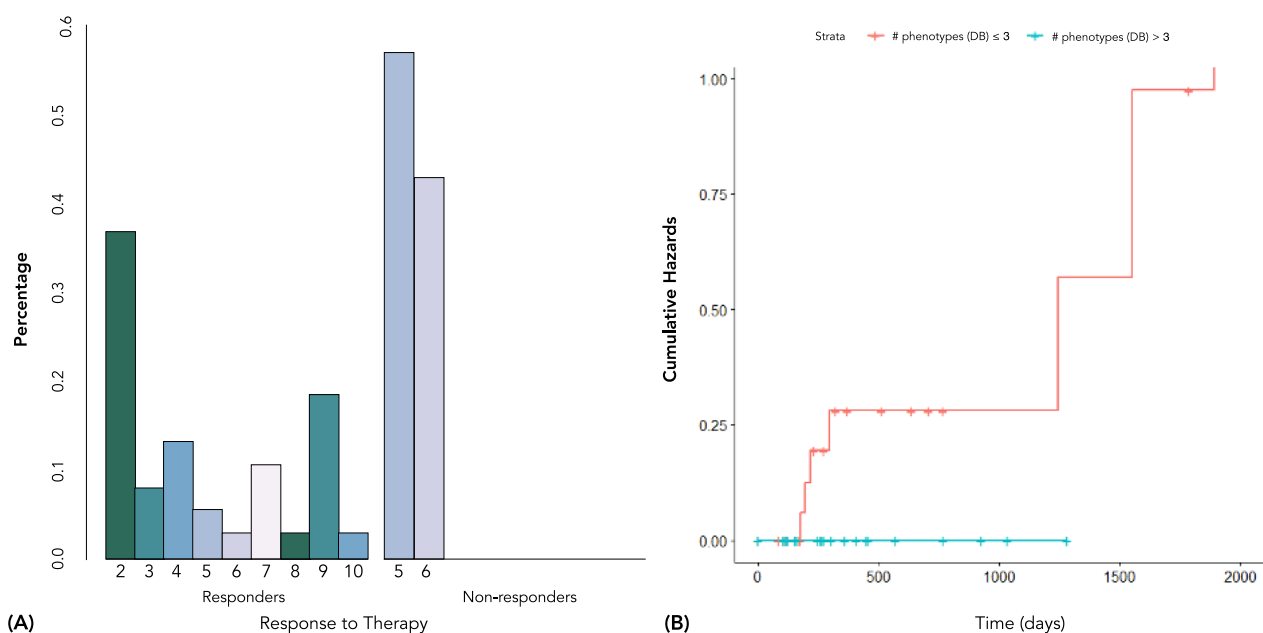 Percentage
0.6
0.5
0.4
0.3
0.2
0.1
0.0
2 3 4 5 6 7 8 9 10 5 6
Responders Non-responders
(A) Response to Therapy
Strata # phenotypes (DB) ≤ 3 # phenotypes (DB) > 3
Cumulative Hazards
1.00
0.75
0.50
0.25
0.00
0 500 1000 1500 2000
(B) Time (days)